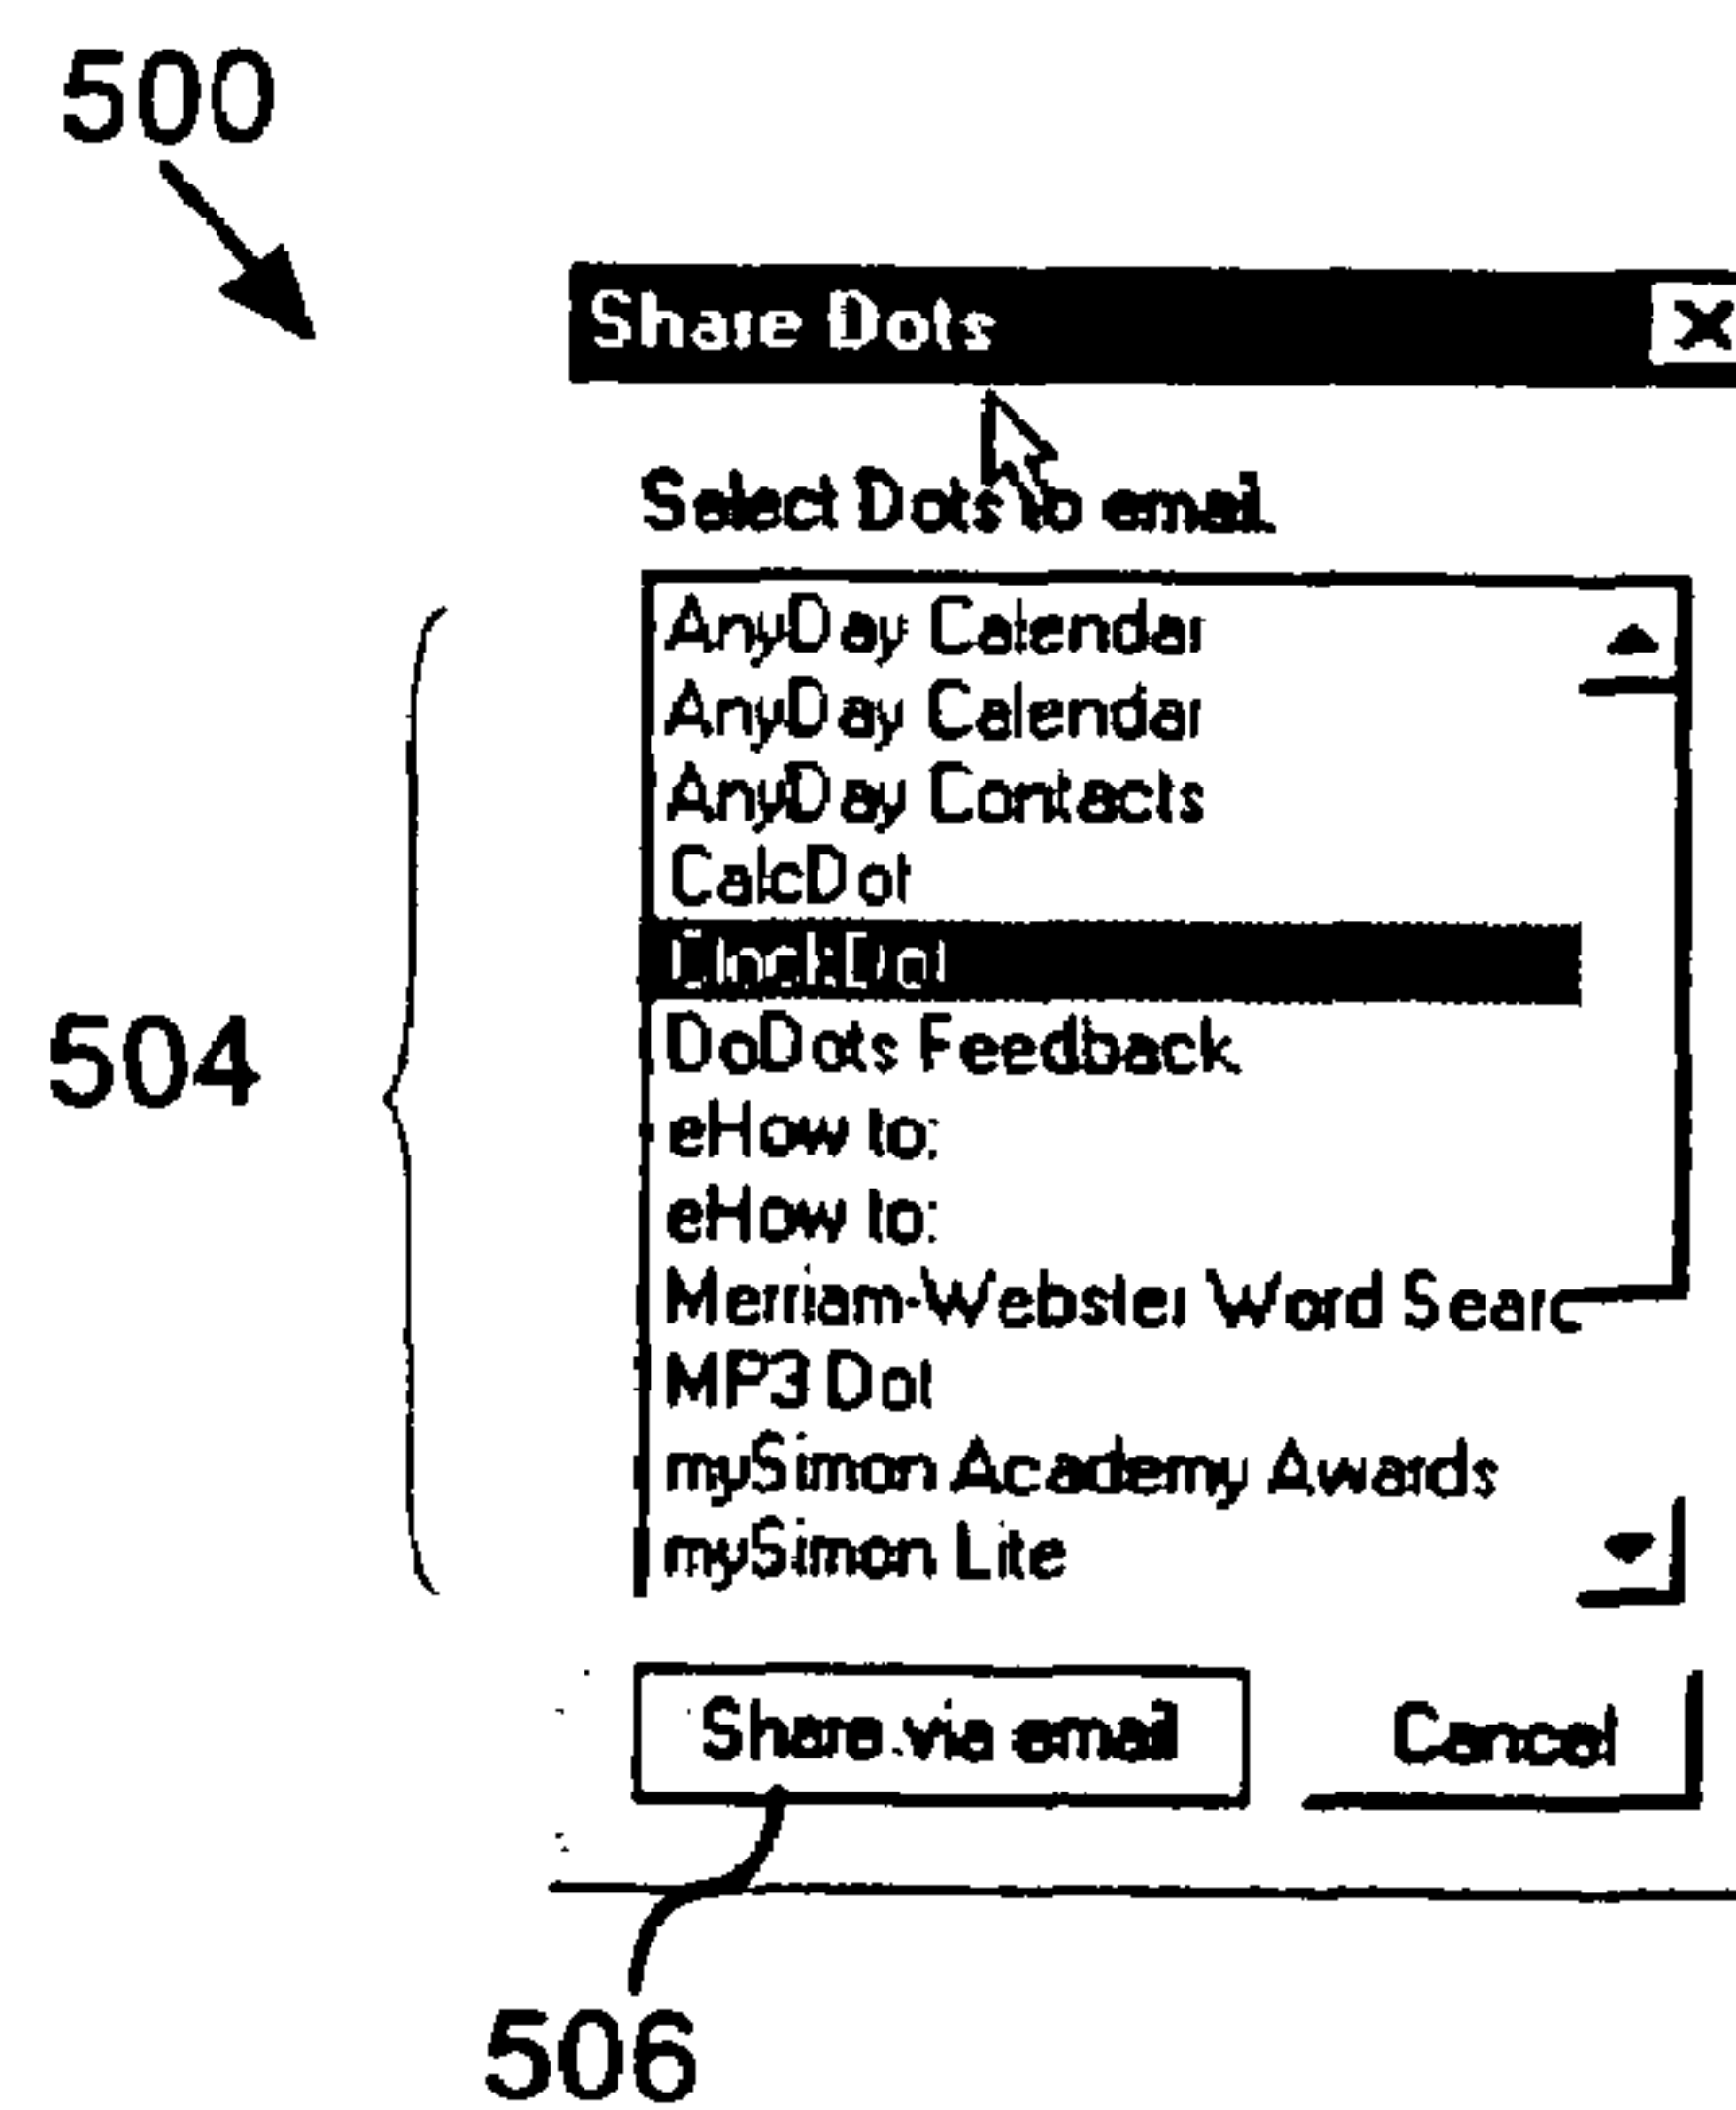 500
Share Dots
Select Dots to email.
AnyDay Calendar
AnyDay Calendar
AnyDay Contacts
CalcDot
ClockDot
504
DoDots Feedback
eHow to:
eHow to:
Merriam-Webster Word Searc
MP3 Dot
mySimon Academy Awards
mySimon Lite
Share via email
Cancel
506